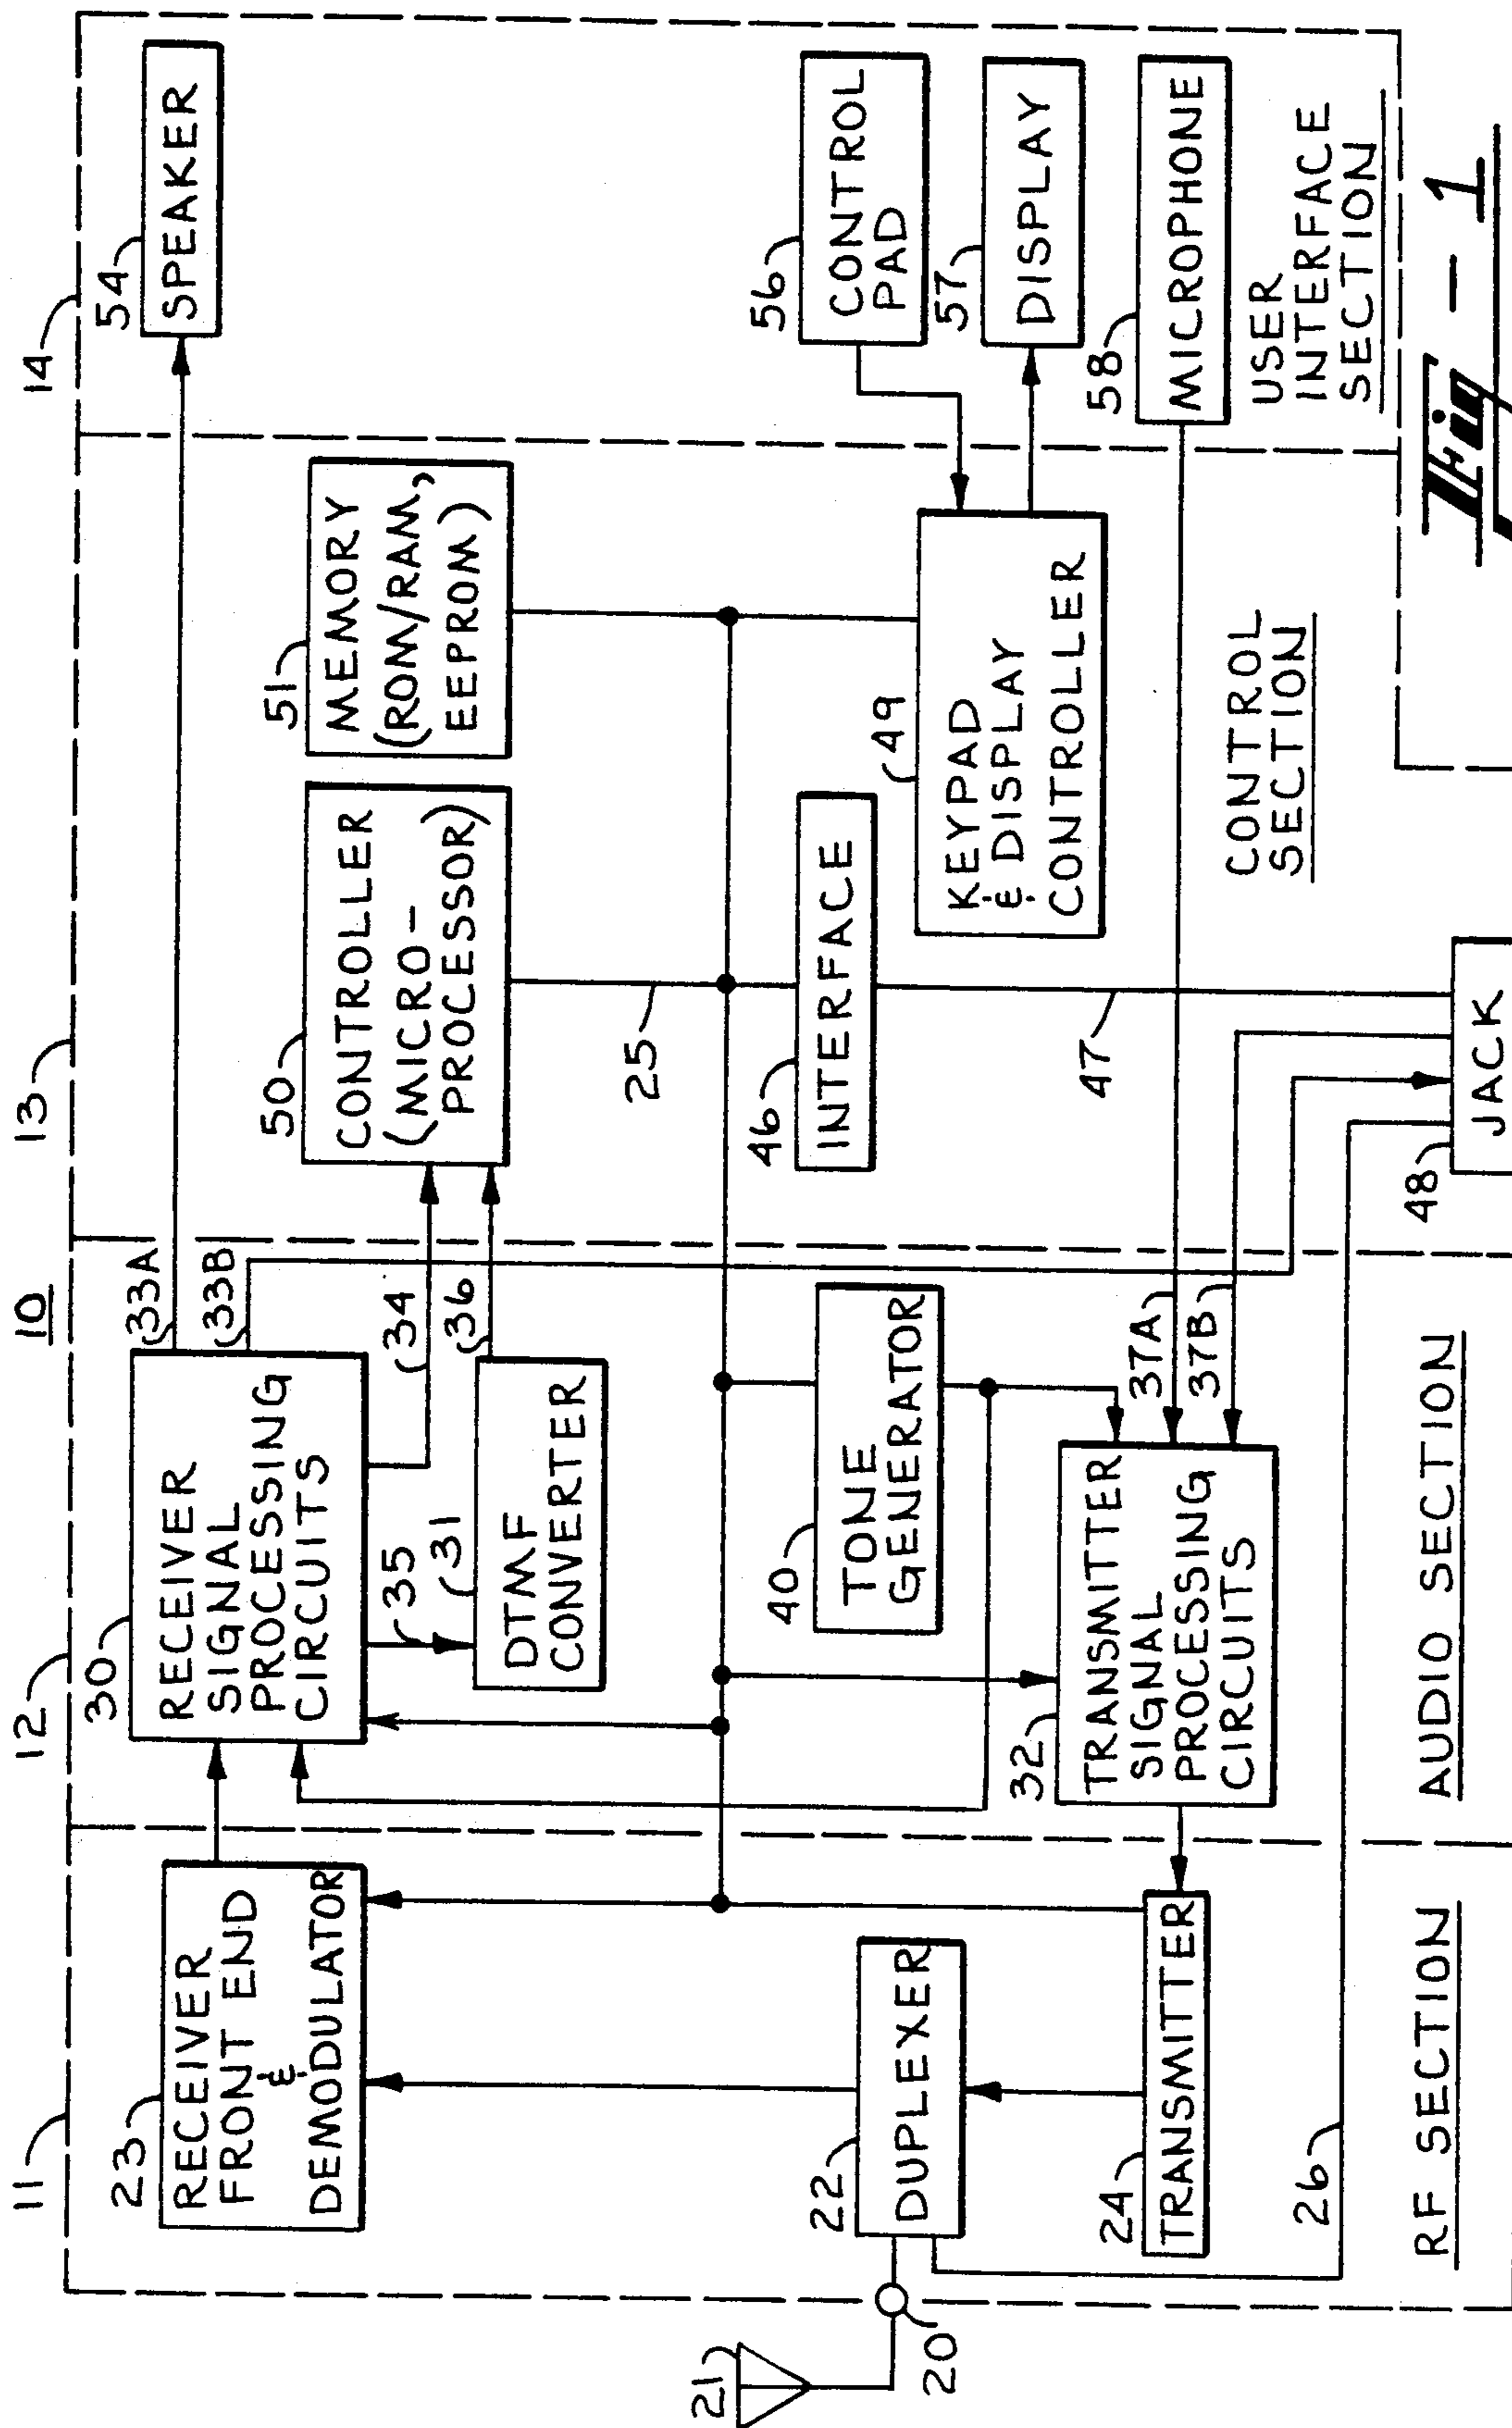 10
11
12
13
14
23
RECEIVER
FRONT END
&
DEMODULATOR
30
RECEIVER
SIGNAL
PROCESSING
CIRCUITS
33A
33B
34
35
36
31
DTMF
CONVERTER
50
CONTROLLER
(MICRO-
PROCESSOR)
51
MEMORY
(ROM/RAM,
EEPROM)
54
SPEAKER
21
20
22
DUPLEXER
40
TONE
GENERATOR
25
46
INTERFACE
49
KEYPAD
& DISPLAY
CONTROLLER
56
CONTROL
PAD
57
DISPLAY
58
MICROPHONE
24
TRANSMITTER
32
TRANSMITTER
SIGNAL
PROCESSING
CIRCUITS
37A
37B
47
26
48
JACK
RF SECTION
AUDIO SECTION
CONTROL
SECTION
USER
INTERFACE
SECTION
Fig-1